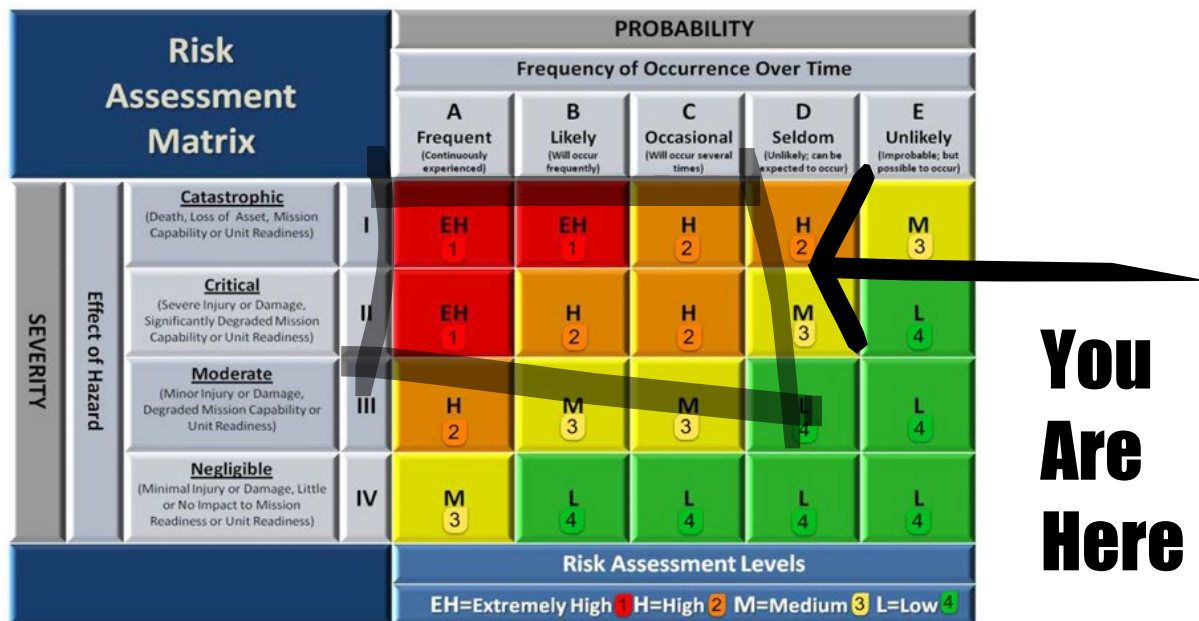 Risk
Assessment
Matrix
PROBABILITY
Frequency of Occurrence Over Time
A
Frequent
(Continuously
experienced)
B
Likely
(Will occur
frequently)
C
Occasional
(Will occur several
times)
D
Seldom
(Unlikely; can be
expected to occur)
E
Unlikely
(Improbable; but
possible to occur)
SEVERITY
Effect of Hazard
Catastrophic
(Death, Loss of Asset, Mission
Capability or Unit Readiness)
I
EH
1
EH
1
H
2
H
2
M
3
Critical
(Severe Injury or Damage,
Significantly Degraded Mission
Capability or Unit Readiness)
II
EH
1
H
2
H
2
M
3
L
4
Moderate
(Minor Injury or Damage,
Degraded Mission Capability or
Unit Readiness)
III
H
2
M
3
M
3
L
4
L
4
Negligible
(Minimal Injury or Damage, Little
or No Impact to Mission
Readiness or Unit Readiness)
IV
M
3
L
4
L
4
L
4
L
4
Risk Assessment Levels
EH=Extremely High 1 H=High 2 M=Medium 3 L=Low 4
You
Are
Here